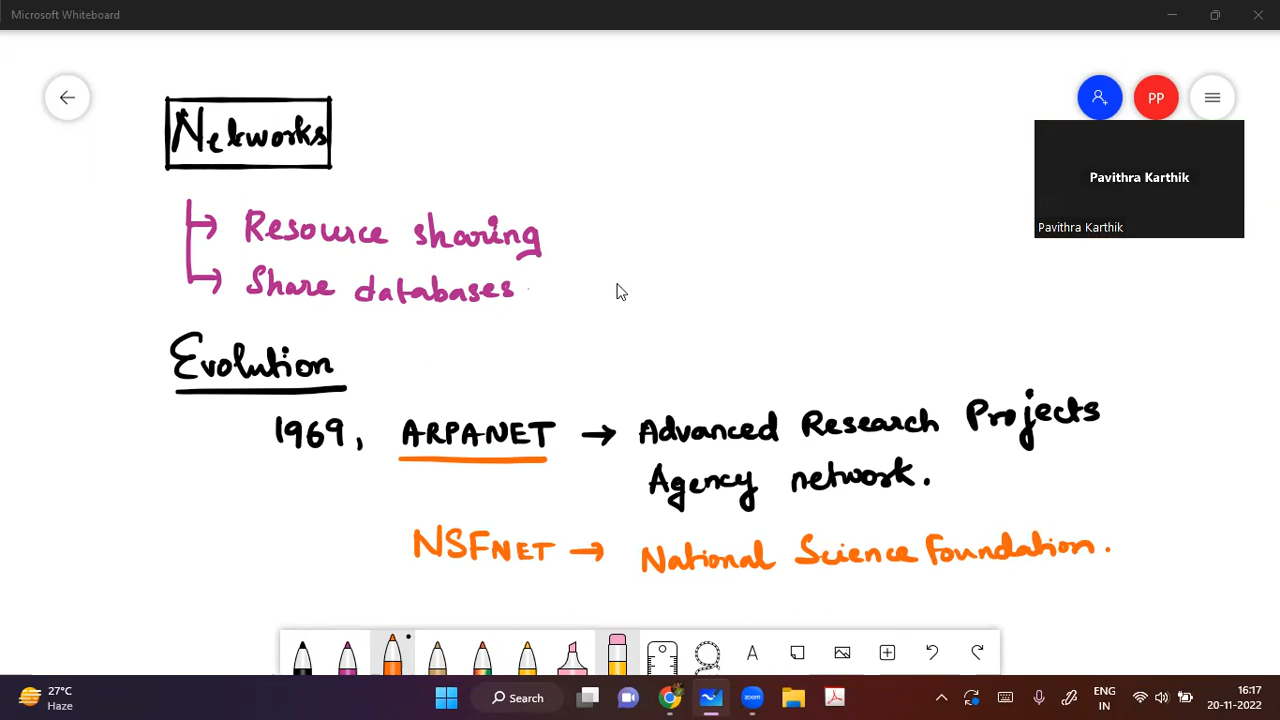 Microsoft Whiteboard
Networks
PP
Pavithra Karthik
Pavithra Karthik
Resource sharing
Share databases
Evolution
1969, ARPANET → Advanced Research Projects
Agency network.
NSFNET → National Science Foundation.
A
27°C
Haze
Search
ENG
IN
16:17
20-11-2022